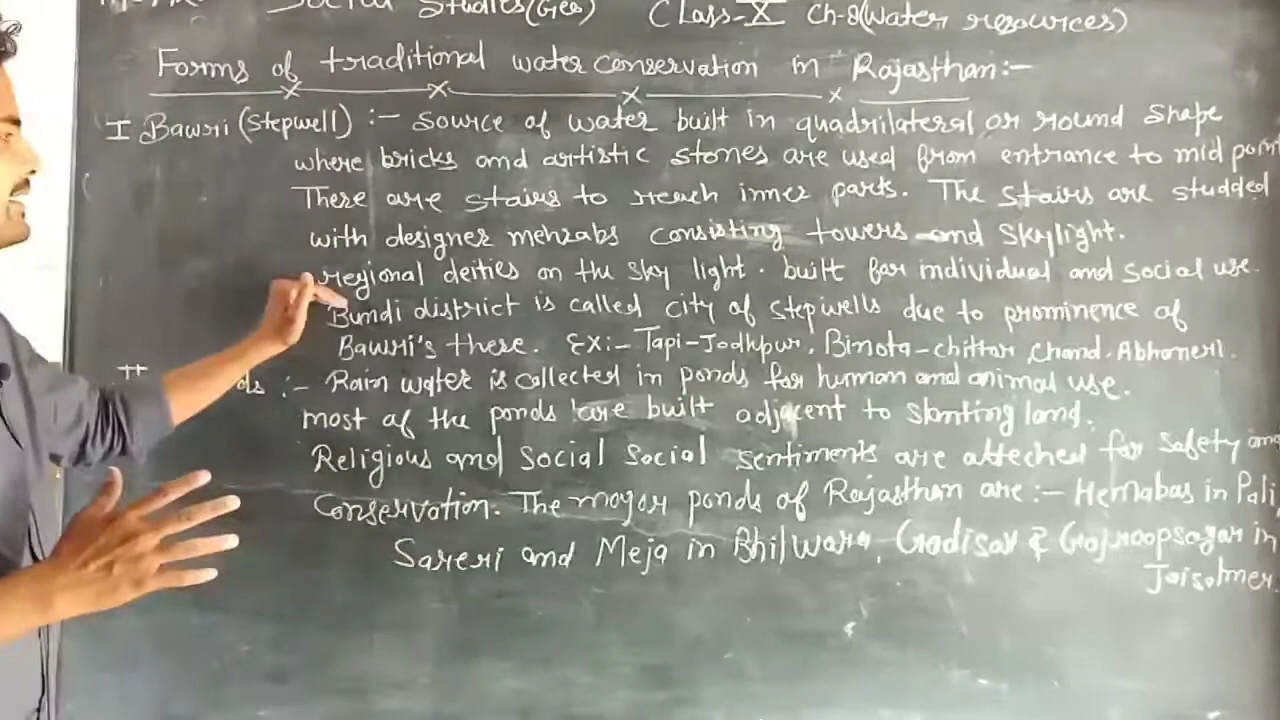 Social Studies(Geo) Class-X Ch-8(Water resources)
Forms of traditional water conservation in Rajasthan:-
I Bawri (Stepwell) :- Source of water built in quadrilateral or round shape
where bricks and artistic stones are used from entrance to mid point
There are stairs to reach inner parts. The stairs are studded
with designer mehrabs consisting towers and skylight.
regional deities on the sky light. built for individual and social use.
Bundi district is called city of stepwells due to prominence of
Bawri's there. Ex:- Tapi-Jodhpur, Binota-chittor, Chand-Abhaneri.
II ds :- Rain water is collected in ponds for human and animal use.
most of the ponds are built adjacent to slanting land.
Religious and Social Social sentiments are atteched for safety and
Conservation. The major ponds of Rajasthan are :- Hemabas in Pali,
Sareri and Meja in Bhilwara, Gadisar & Gajroopsagar in
Jaisolmer.